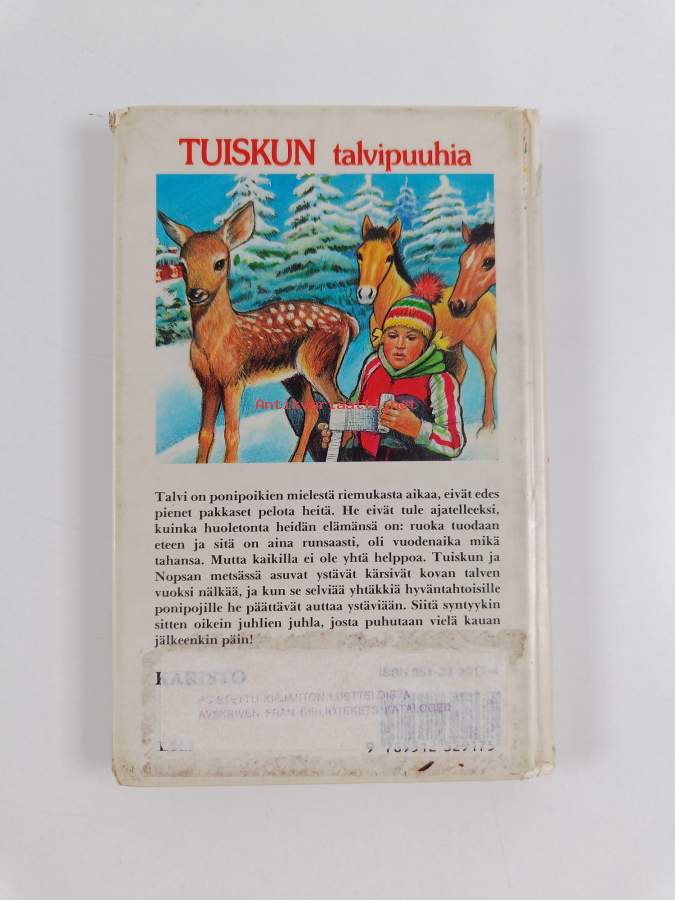 TUISKUN talvipuuhia
Antikvariaatti.net
Talvi on ponipoikien mielestä riemukasta aikaa, eivät edes
pienet pakkaset pelota heitä. He eivät tule ajatelleeksi,
kuinka huoletonta heidän elämänsä on: ruoka tuodaan
eteen ja sitä on aina runsaasti, oli vuodenaika mikä
tahansa. Mutta kaikilla ei ole yhtä helppoa. Tuiskun ja
Nopsan metsässä asuvat ystävät kärsivät kovan talven
vuoksi nälkää, ja kun se selviää yhtäkkiä hyväntahtoisille
ponipojille he päättävät auttaa ystäviään. Siitä syntyykin
sitten oikein juhlien juhla, josta puhutaan vielä kauan
jälkeenkin päin!
KARISTO
POISTETTU KIRJASTON LUETTELOISTA
AVSKRIVEN FRÅN BIBLIOTEKETS KATALOGER